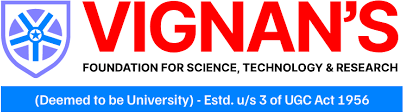 VIGNAN'S
FOUNDATION FOR SCIENCE, TECHNOLOGY & RESEARCH
(Deemed to be University) - Estd. u/s 3 of UGC Act 1956